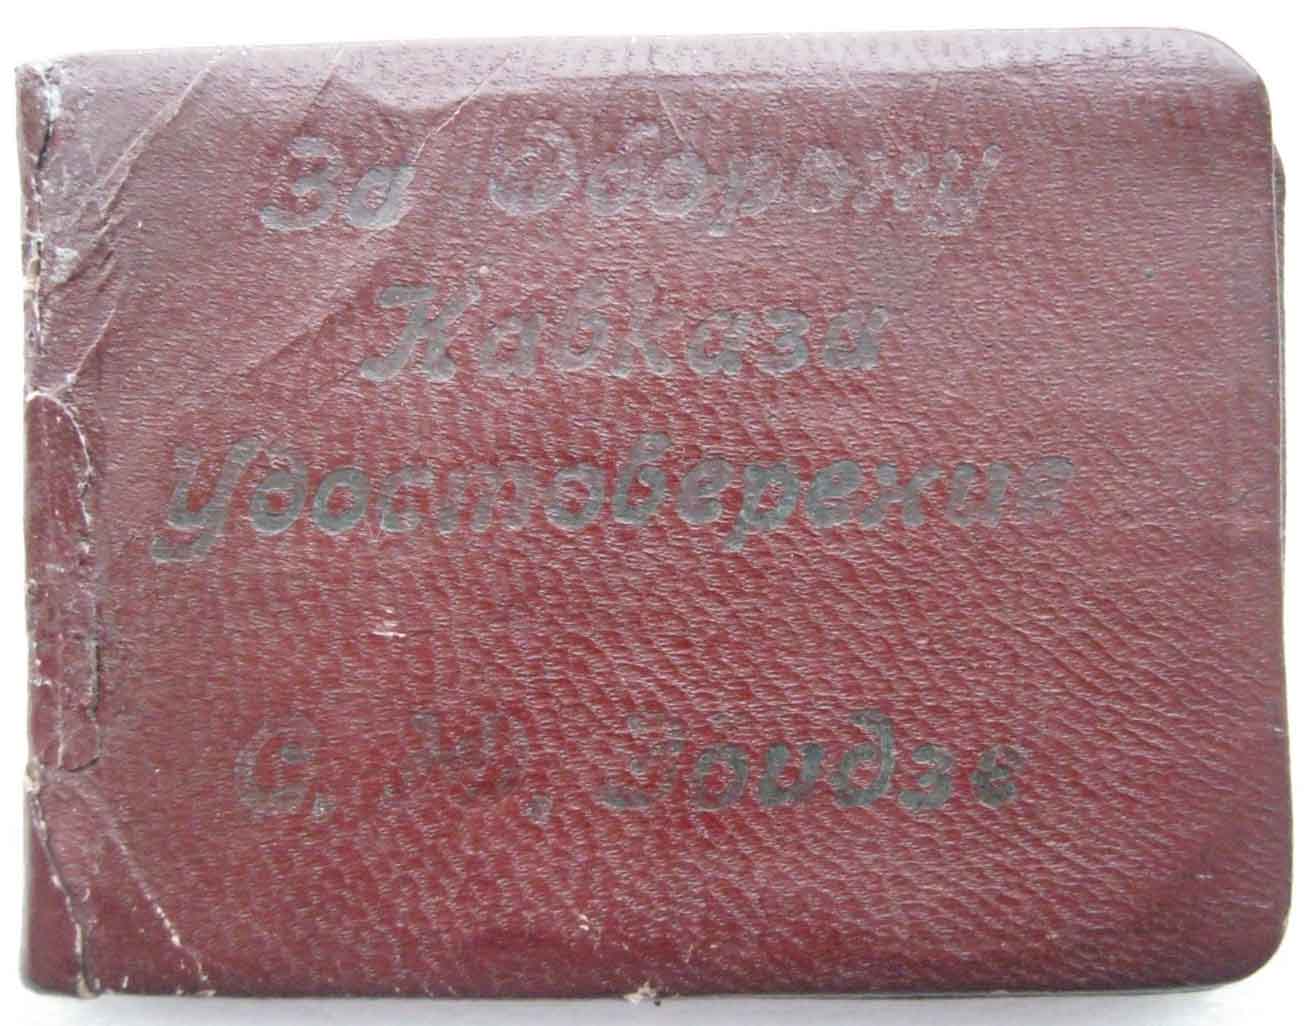 За Оборону
Кавказа
Удостоверение
С. Зоидзе